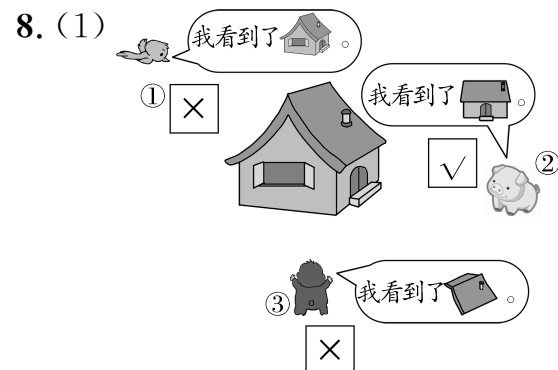 8. (1)
我看到了 。
① ×
我看到了 。
√ ②
③ 我看到了 。
×